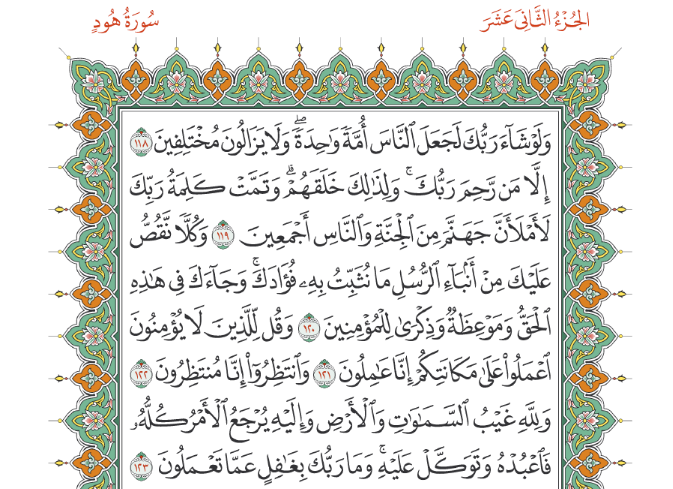 الجُزْءُ الثَّانِيَ عَشَرَ
سُورَةُ هُودٍ
وَلَوْ شَآءَ رَبُّكَ لَجَعَلَ ٱلنَّاسَ أُمَّةً وَٰحِدَةً ۖ وَلَا يَزَالُونَ مُخْتَلِفِينَ ١١٨
إِلَّا مَن رَّحِمَ رَبُّكَ ۚ وَلِذَٰلِكَ خَلَقَهُمْ ۗ وَتَمَّتْ كَلِمَةُ رَبِّكَ
لَأَمْلَأَنَّ جَهَنَّمَ مِنَ ٱلْجِنَّةِ وَٱلنَّاسِ أَجْمَعِينَ ١١٩ وَكُلًّا نَّقُصُّ
عَلَيْكَ مِنْ أَنۢبَآءِ ٱلرُّسُلِ مَا نُثَبِّتُ بِهِۦ فُؤَادَكَ ۚ وَجَآءَكَ فِى هَٰذِهِ
ٱلْحَقُّ وَمَوْعِظَةٌ وَذِكْرَىٰ لِلْمُؤْمِنِينَ ١٢٠ وَقُل لِّلَّذِينَ لَا يُؤْمِنُونَ
ٱعْمَلُوا۟ عَلَىٰ مَكَانَتِكُمْ إِنَّا عَٰمِلُونَ ١٢١ وَٱنتَظِرُوٓا۟ إِنَّا مُنتَظِرُونَ ١٢٢
وَلِلَّهِ غَيْبُ ٱلسَّمَٰوَٰتِ وَٱلْأَرْضِ وَإِلَيْهِ يُرْجَعُ ٱلْأَمْرُ كُلُّهُۥ
فَٱعْبُدْهُ وَتَوَكَّلْ عَلَيْهِ ۚ وَمَا رَبُّكَ بِغَٰفِلٍ عَمَّا تَعْمَلُونَ ١٢٣